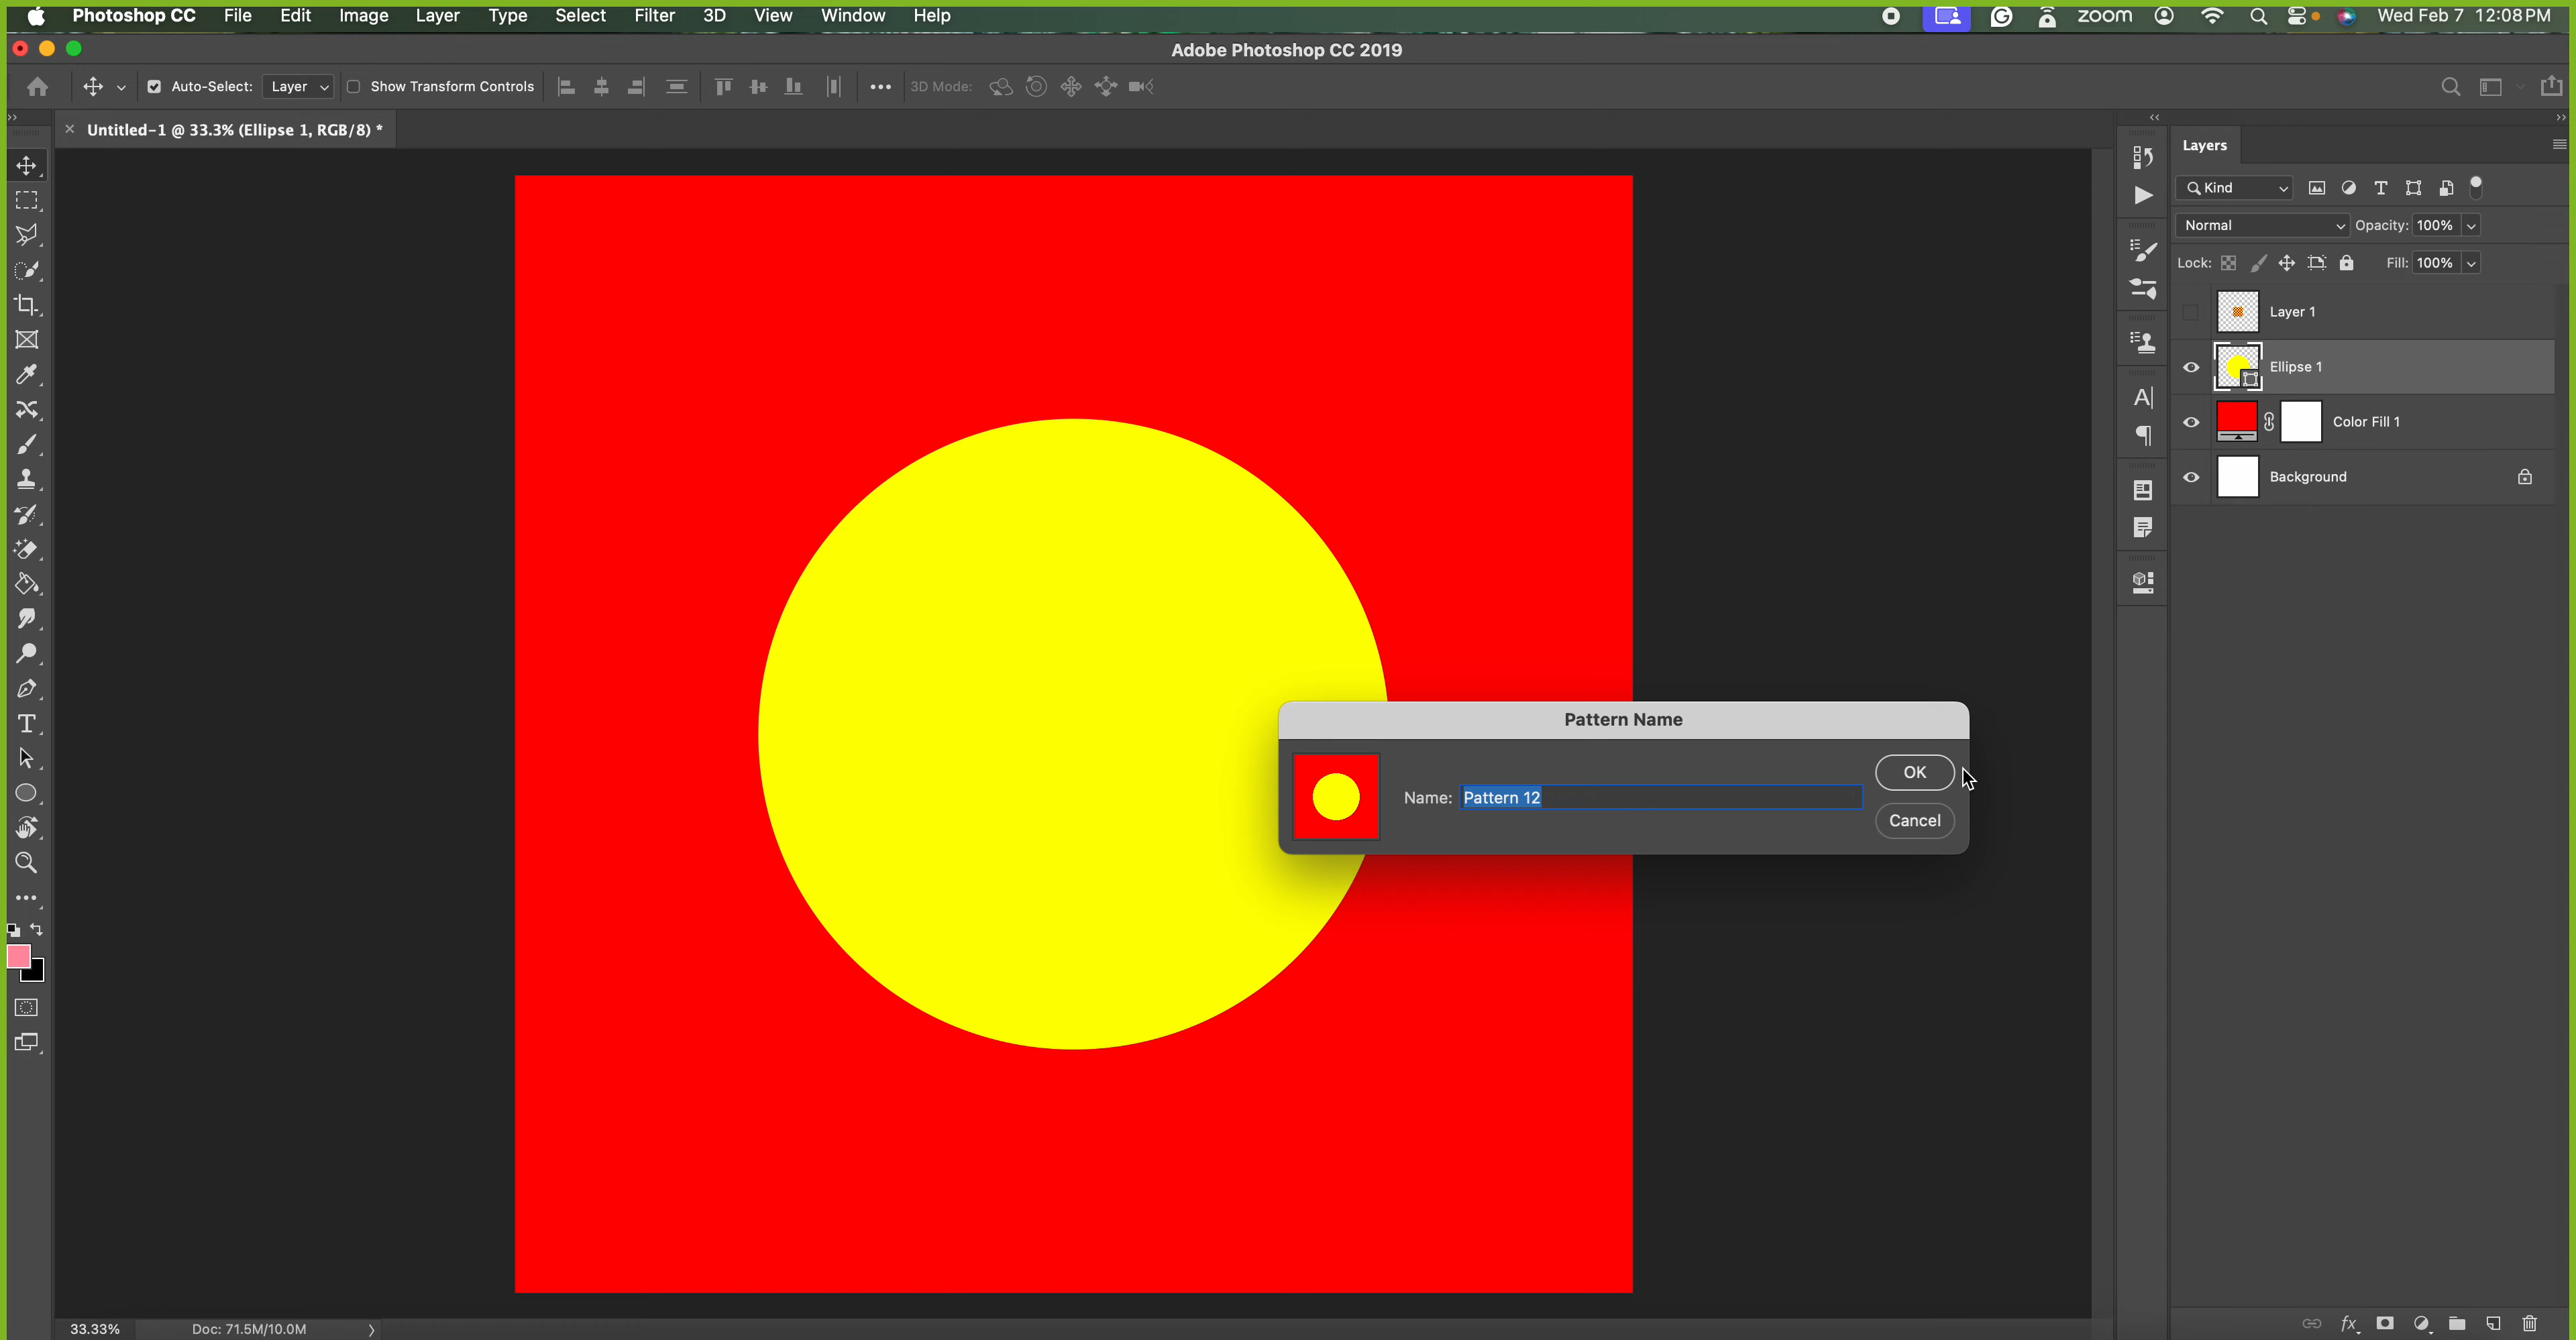 Photoshop CC File Edit Image Layer Type Select Filter 3D View Window Help zoom Wed Feb 7 12:08 PM
Adobe Photoshop CC 2019
Auto-Select: Layer Show Transform Controls 3D Mode:
Untitled-1 @ 33.3% (Ellipse 1, RGB/8) *
Layers
Kind
Normal Opacity: 100%
Lock: Fill: 100%
Layer 1
Ellipse 1
Color Fill 1
Background
Pattern Name
OK
Name: Pattern 12
Cancel
33.33% Doc: 71.5M/10.0M